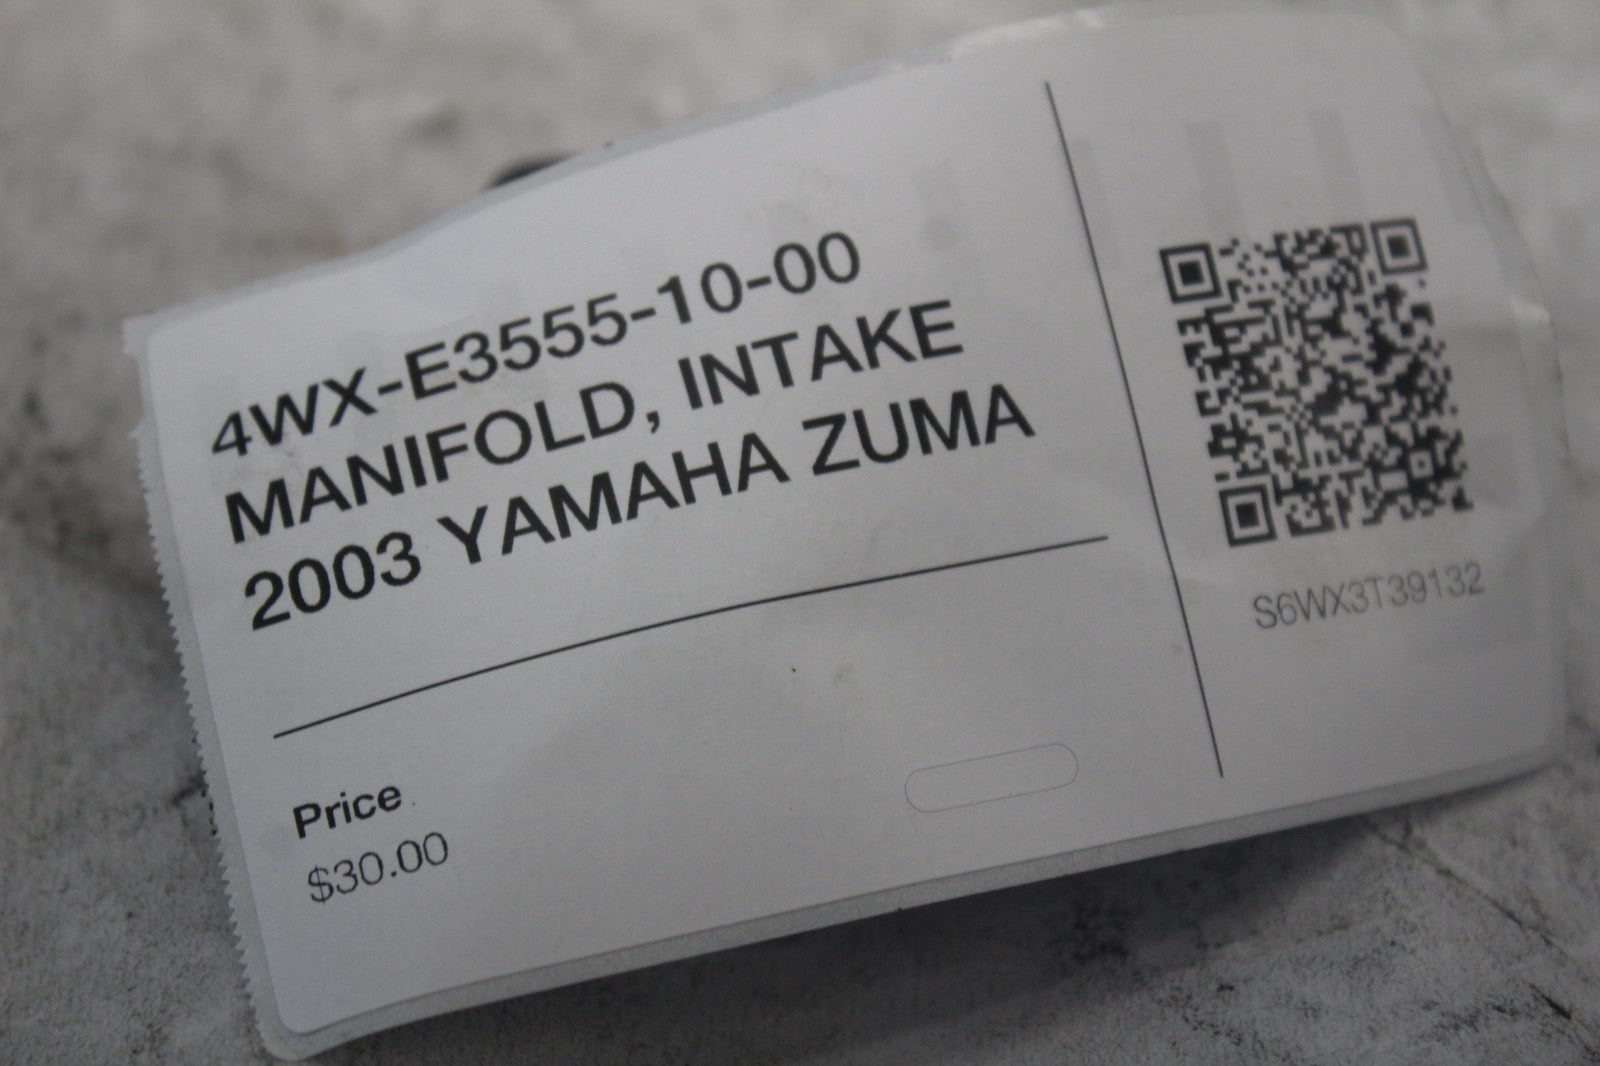 4WX-E3555-10-00
MANIFOLD, INTAKE
2003 YAMAHA ZUMA
Price
$30.00
S6WX3T39132